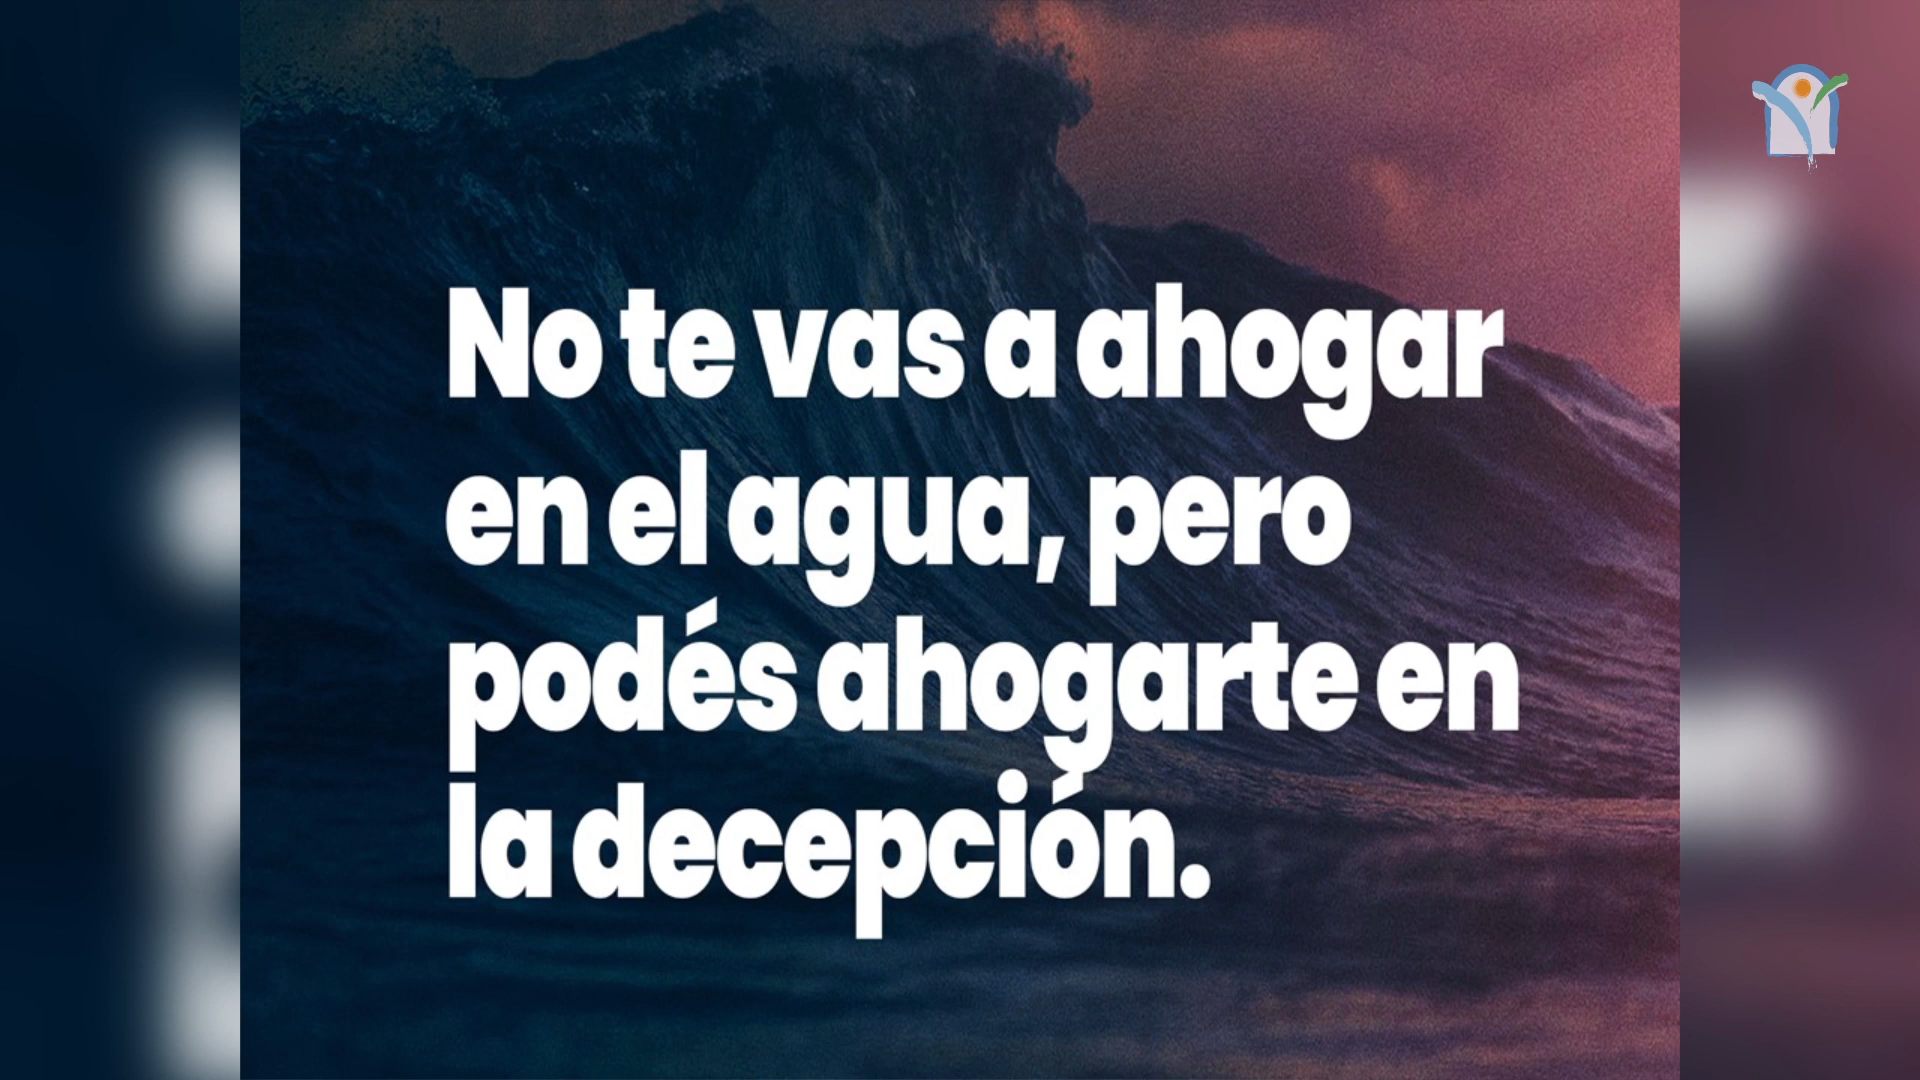 No te vas a ahogar
en el agua, pero
podés ahogarte en
la decepción.